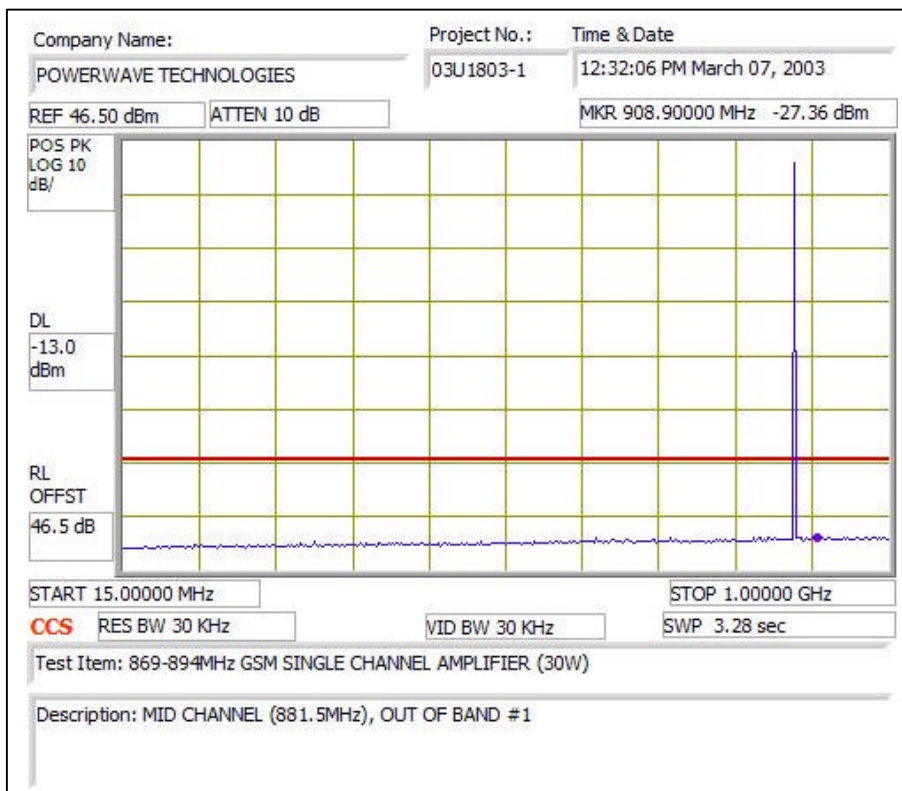 Company Name:
Project No.:
Time & Date
POWERWAVE TECHNOLOGIES
03U1803-1
12:32:06 PM March 07, 2003
REF 46.50 dBm
ATTEN 10 dB
MKR 908.90000 MHz -27.36 dBm
POS PK
LOG 10
dB/
DL
-13.0
dBm
RL
OFFST
46.5 dB
START 15.00000 MHz
STOP 1.00000 GHz
CCS
RES BW 30 KHz
VID BW 30 KHz
SWP 3.28 sec
Test Item: 869-894MHz GSM SINGLE CHANNEL AMPLIFIER (30W)
Description: MID CHANNEL (881.5MHz), OUT OF BAND #1